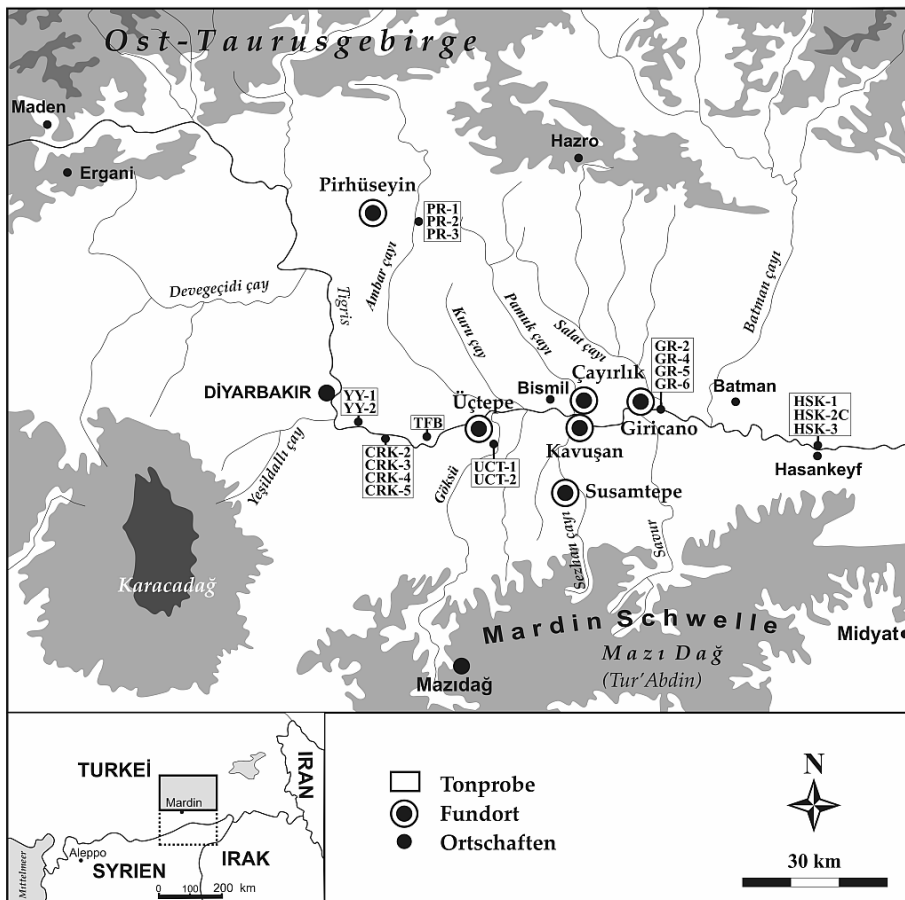 Ost-Taurusgebirge
Maden
Ergani
Hazro
Pirhüseyin
PR-1
PR-2
PR-3
Ambar çayı
Devegeçidi çay
Tigris
Kuru çay
Pamuk çayı
Salat çayı
Batman çayı
GR-2
GR-4
GR-5
GR-6
DİYARBAKIR
YY-1
YY-2
TFB
Üçtepe
Bismil
Çayırlık
Giricano
Batman
HSK-1
HSK-2C
HSK-3
Hasankeyf
CRK-2
CRK-3
CRK-4
CRK-5
UCT-1
UCT-2
Kavuşan
Yeşildallı çay
Göksü
Susamtepe
Sezhan çayı
Savur
Karacadağ
Mardin Schwelle
Mazı Dağ
(Tur'Abdin)
Midyat
Mazıdağ
TURKEİ
Mardin
IRAN
Aleppo
SYRIEN
IRAK
Mittelmeer
0 100 200 km
Tonprobe
Fundort
Ortschaften
N
30 km